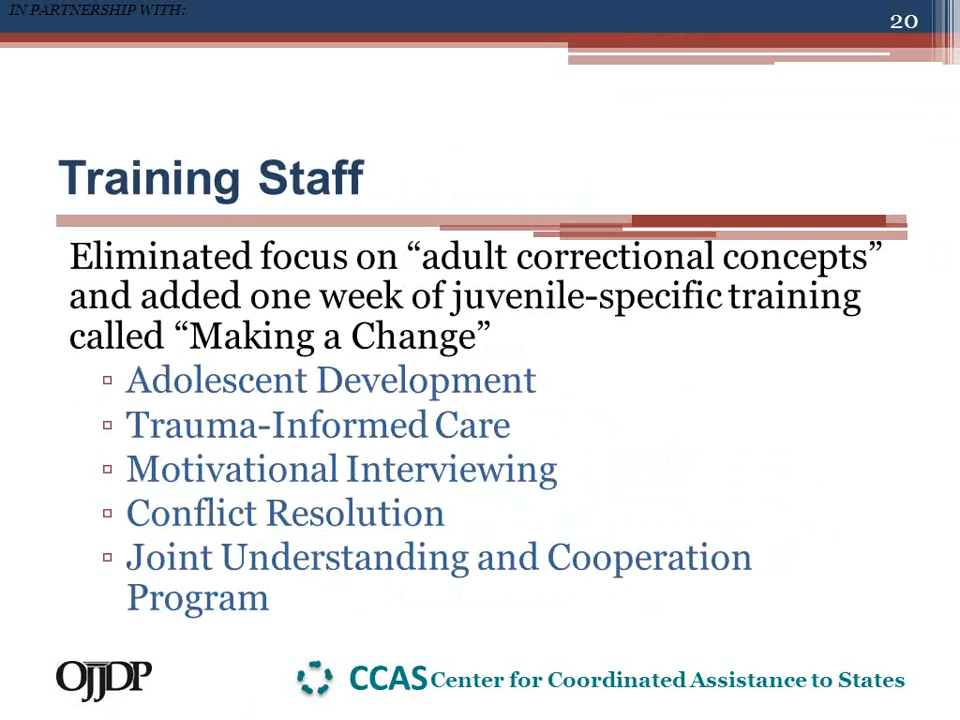 IN PARTNERSHIP WITH:
20
Training Staff
Eliminated focus on “adult correctional concepts”
and added one week of juvenile-specific training
called “Making a Change”
▫ Adolescent Development
▫ Trauma-Informed Care
▫ Motivational Interviewing
▫ Conflict Resolution
▫ Joint Understanding and Cooperation
Program
OJJDP
CCAS Center for Coordinated Assistance to States